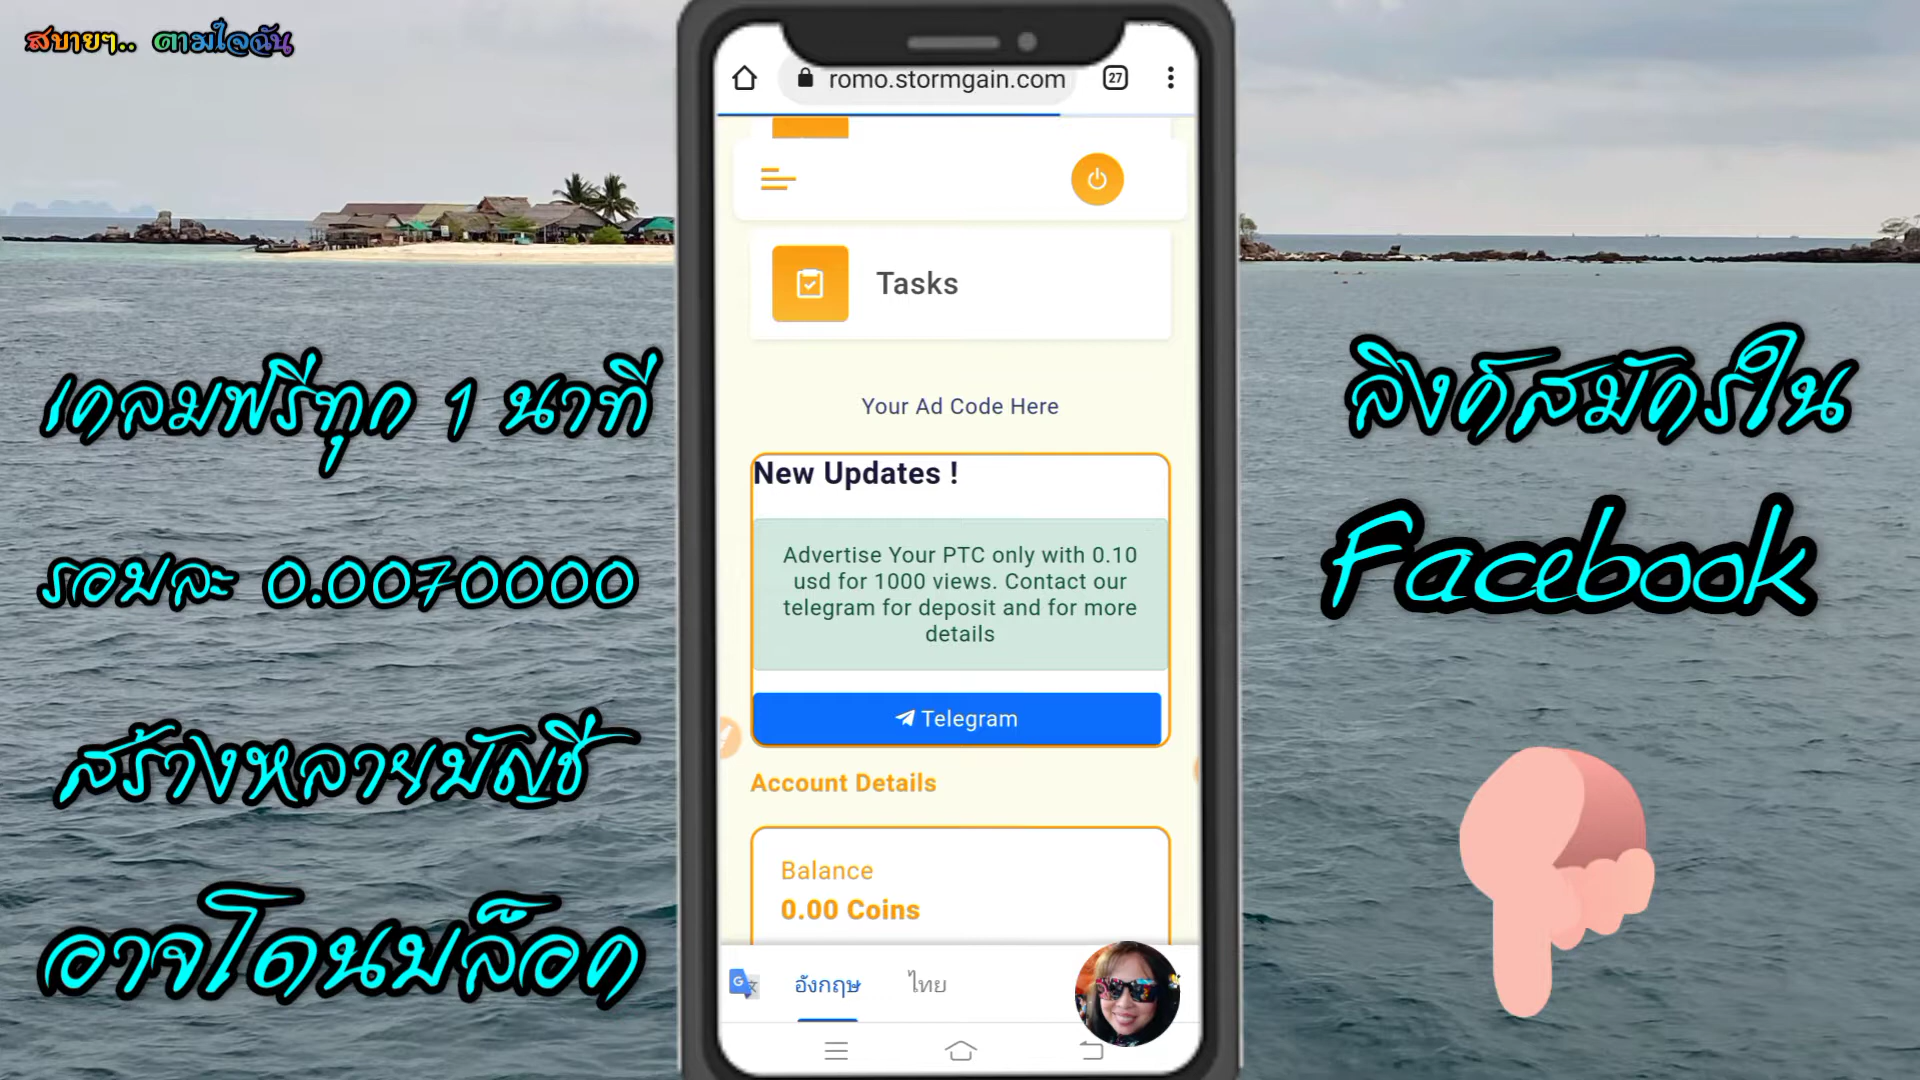 สบายๆ.. ตามใจฉัน
เคลมฟรีทุก 1 นาที
รอบละ 0.0070000
สร้างหลายบัญชี
อาจโดนบล็อค
romo.stormgain.com
27
Tasks
Your Ad Code Here
New Updates !
Advertise Your PTC only with 0.10
usd for 1000 views. Contact our
telegram for deposit and for more
details
Telegram
Account Details
Balance
0.00 Coins
อังกฤษ ไทย
ลิงค์สมัครใน
Facebook